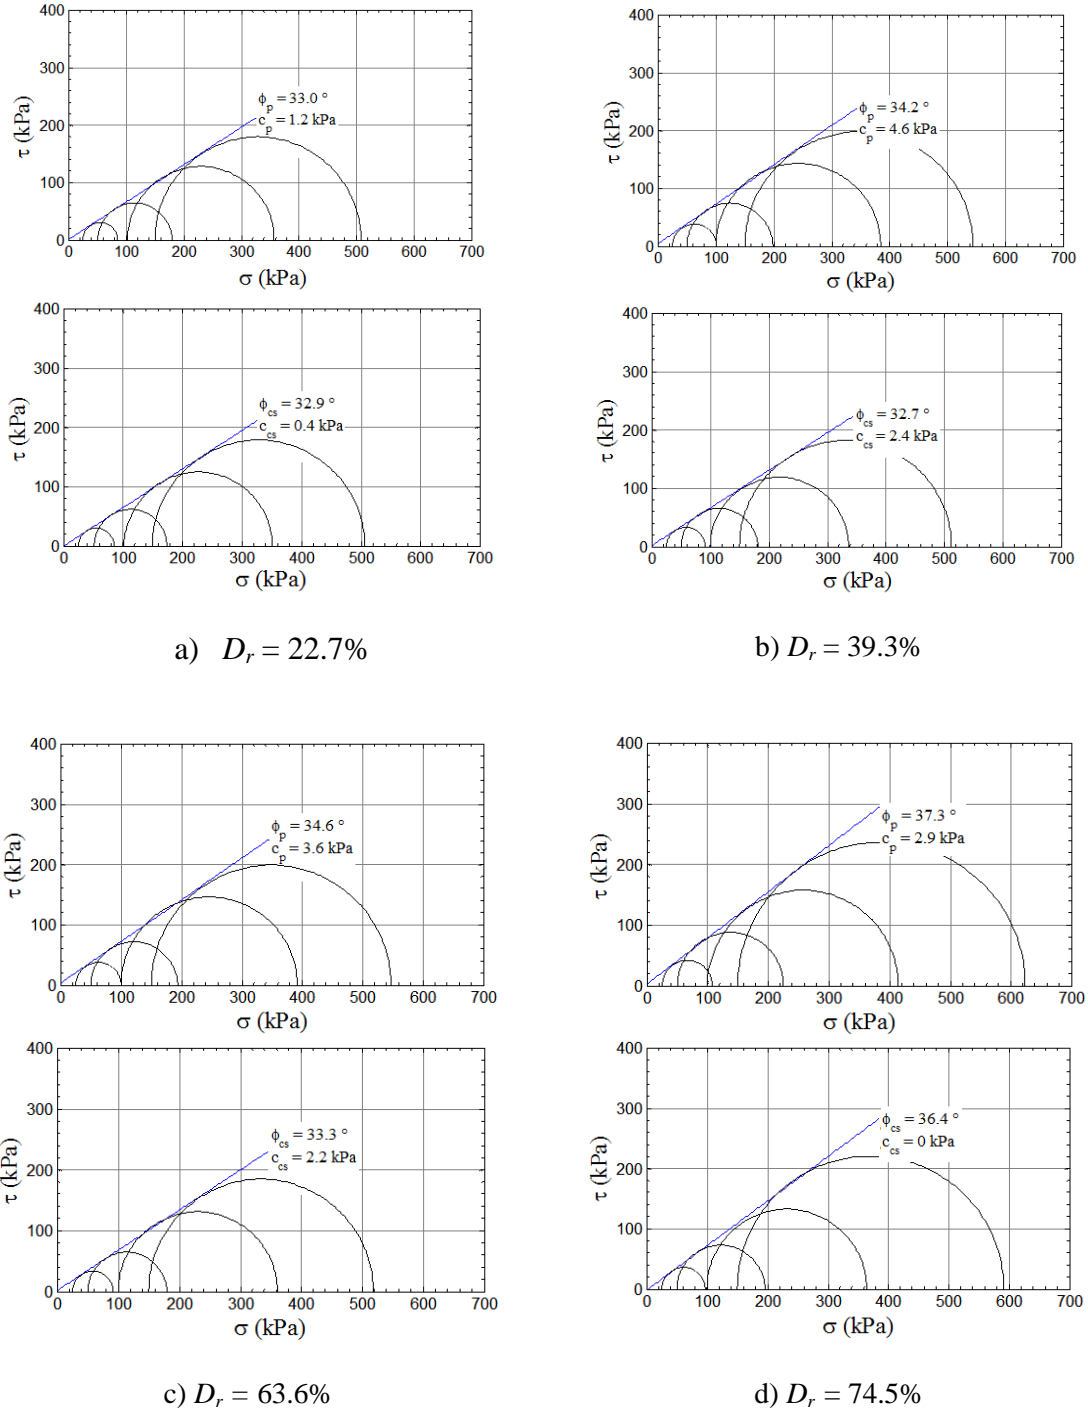 400
300
200
100
0
τ (kPa)
ϕp = 33.0 °
cp = 1.2 kPa
0 100 200 300 400 500 600 700
σ (kPa)
400
300
200
100
0
τ (kPa)
ϕp = 34.2 °
cp = 4.6 kPa
0 100 200 300 400 500 600 700
σ (kPa)
400
300
200
100
0
τ (kPa)
ϕcs = 32.9 °
ccs = 0.4 kPa
0 100 200 300 400 500 600 700
σ (kPa)
400
300
200
100
0
τ (kPa)
ϕcs = 32.7 °
ccs = 2.4 kPa
0 100 200 300 400 500 600 700
σ (kPa)
a) Dr = 22.7%
b) Dr = 39.3%
400
300
200
100
0
τ (kPa)
ϕp = 34.6 °
cp = 3.6 kPa
0 100 200 300 400 500 600 700
σ (kPa)
400
300
200
100
0
τ (kPa)
ϕp = 37.3 °
cp = 2.9 kPa
0 100 200 300 400 500 600 700
σ (kPa)
400
300
200
100
0
τ (kPa)
ϕcs = 33.3 °
ccs = 2.2 kPa
0 100 200 300 400 500 600 700
σ (kPa)
400
300
200
100
0
τ (kPa)
ϕcs = 36.4 °
ccs = 0 kPa
0 100 200 300 400 500 600 700
σ (kPa)
c) Dr = 63.6%
d) Dr = 74.5%